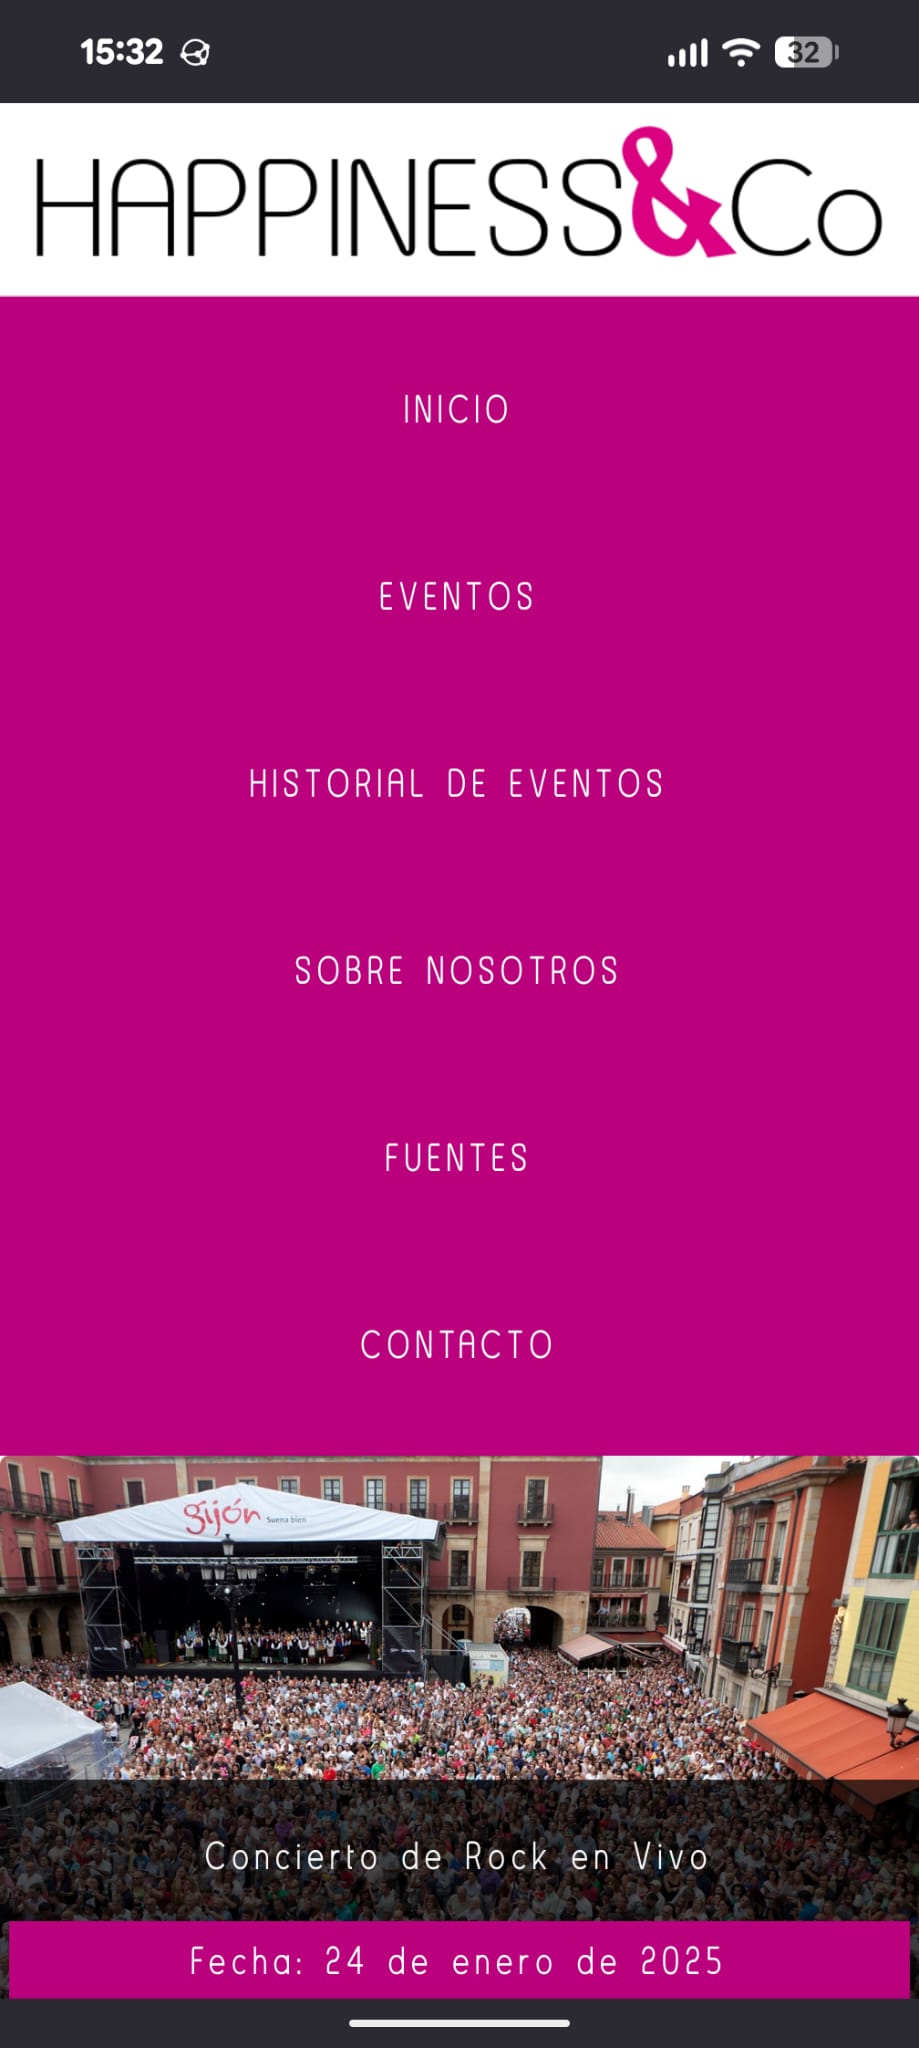 15:32
32
HAPPINESS&Co
INICIO
EVENTOS
HISTORIAL DE EVENTOS
SOBRE NOSOTROS
FUENTES
CONTACTO
gijón Suena bien
Concierto de Rock en Vivo
Fecha: 24 de enero de 2025